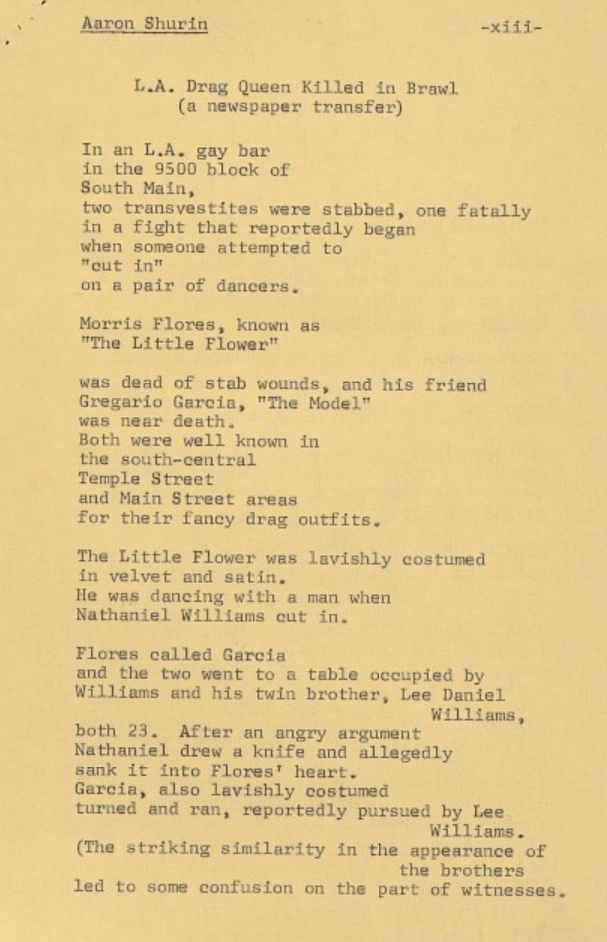 Aaron Shurin
-xiii-
L.A. Drag Queen Killed in Brawl
(a newspaper transfer)
In an L.A. gay bar
in the 9500 block of
South Main,
two transvestites were stabbed, one fatally
in a fight that reportedly began
when someone attempted to
"cut in"
on a pair of dancers.
Morris Flores, known as
"The Little Flower"
was dead of stab wounds, and his friend
Gregario Garcia, "The Model"
was near death.
Both were well known in
the south-central
Temple Street
and Main Street areas
for their fancy drag outfits.
The Little Flower was lavishly costumed
in velvet and satin.
He was dancing with a man when
Nathaniel Williams cut in.
Flores called Garcia
and the two went to a table occupied by
Williams and his twin brother, Lee Daniel
Williams,
both 23.  After an angry argument
Nathaniel drew a knife and allegedly
sank it into Flores' heart.
Garcia, also lavishly costumed
turned and ran, reportedly pursued by Lee
Williams.
(The striking similarity in the appearance of
the brothers
led to some confusion on the part of witnesses.